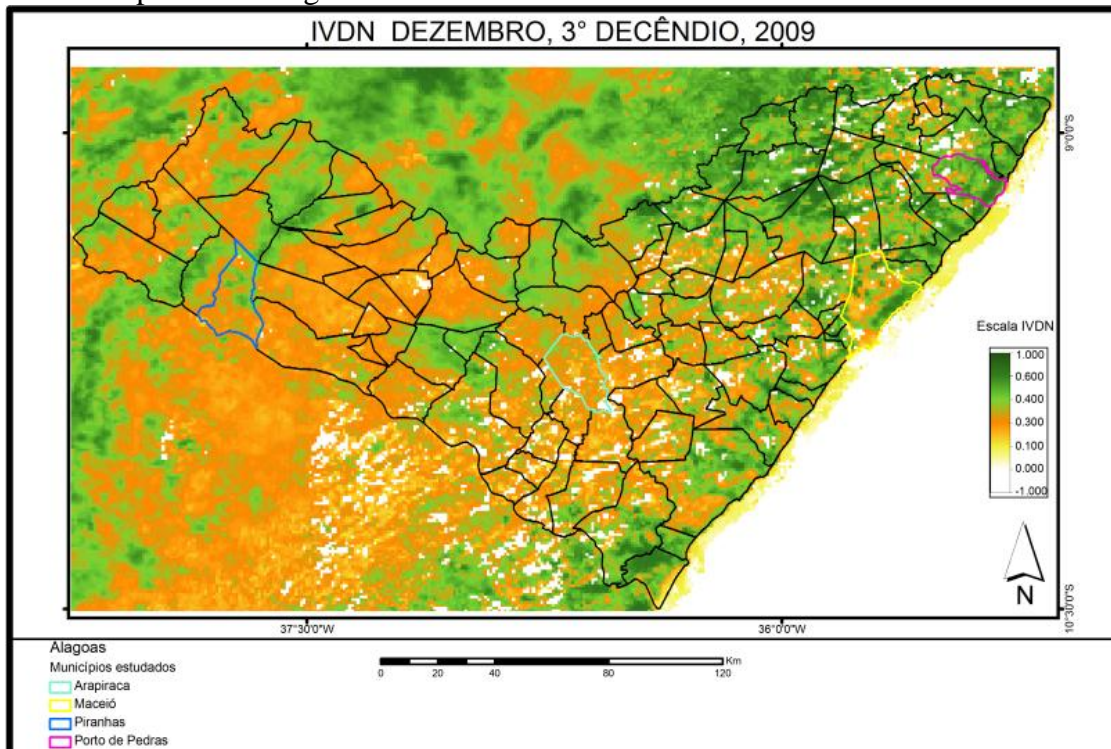 IVDN DEZEMBRO, 3° DECÊNDIO, 2009
9°0'0"S
Escala IVDN
1.000
0.600
0.400
0.300
0.100
0.000
-1.000
N
10°30'0"S
37°30'0"W
36°0'0"W
Alagoas
Municípios estudados
Arapiraca
Maceió
Piranhas
Porto de Pedras
0 20 40 80 120 Km